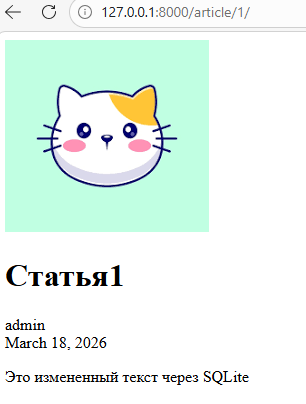 127.0.0.1:8000/article/1/
Статья1
admin
March 18, 2026
Это измененный текст через SQLite